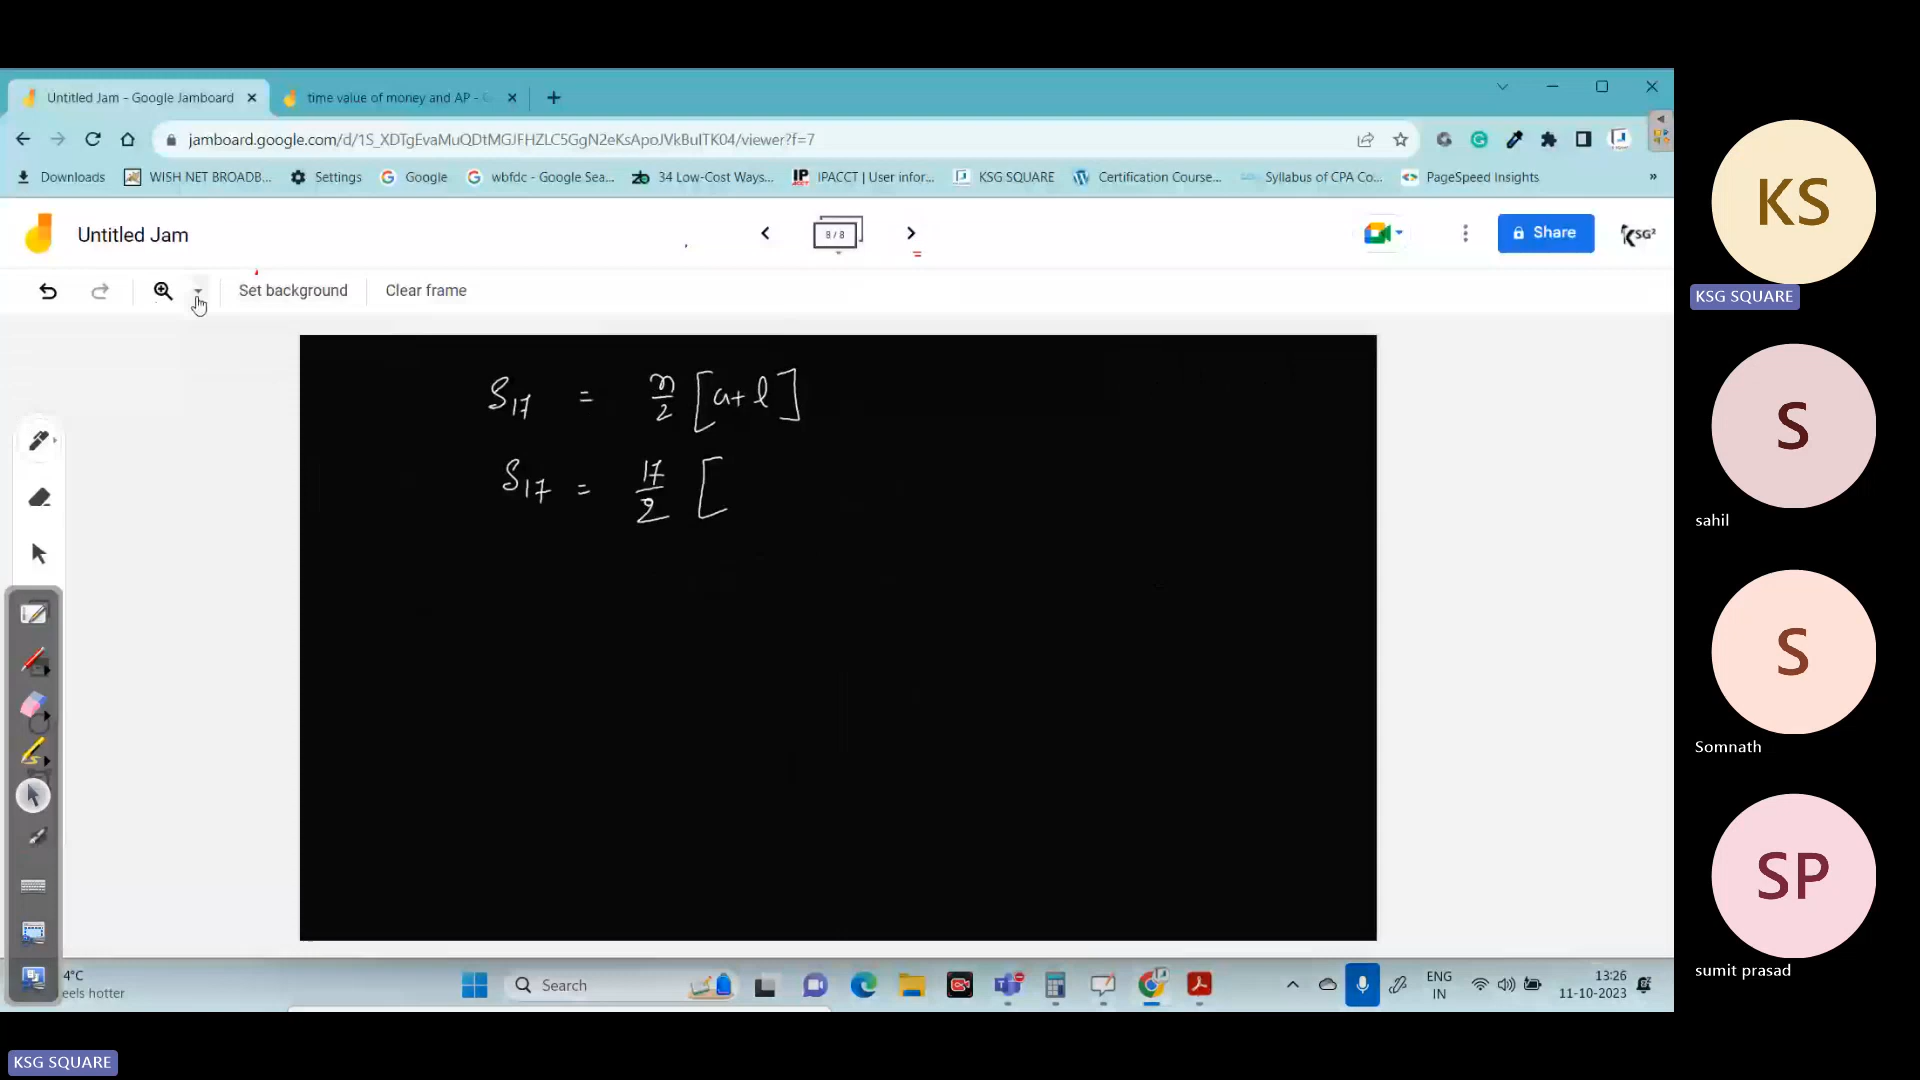 Untitled Jam - Google Jamboard
time value of money and AP -
jamboard.google.com/d/1S_XDTgEvaMuQDtMGJFHZLC5GgN2eKsApoJVkBuITK04/viewer?f=7
Downloads WISH NET BROADB... Settings Google wbfdc - Google Sea... 34 Low-Cost Ways... IPACCT | User infor... KSG SQUARE Certification Course... Syllabus of CPA Co... PageSpeed Insights »
Untitled Jam 8 / 8 Share KSG²
Set background Clear frame
S₁₇ = n/2 [a+l]
S₁₇ = 17/2 [
KS
KSG SQUARE
S
sahil
S
Somnath
SP
sumit prasad
4°C
eels hotter
Search
ENG
IN
13:26
11-10-2023
KSG SQUARE